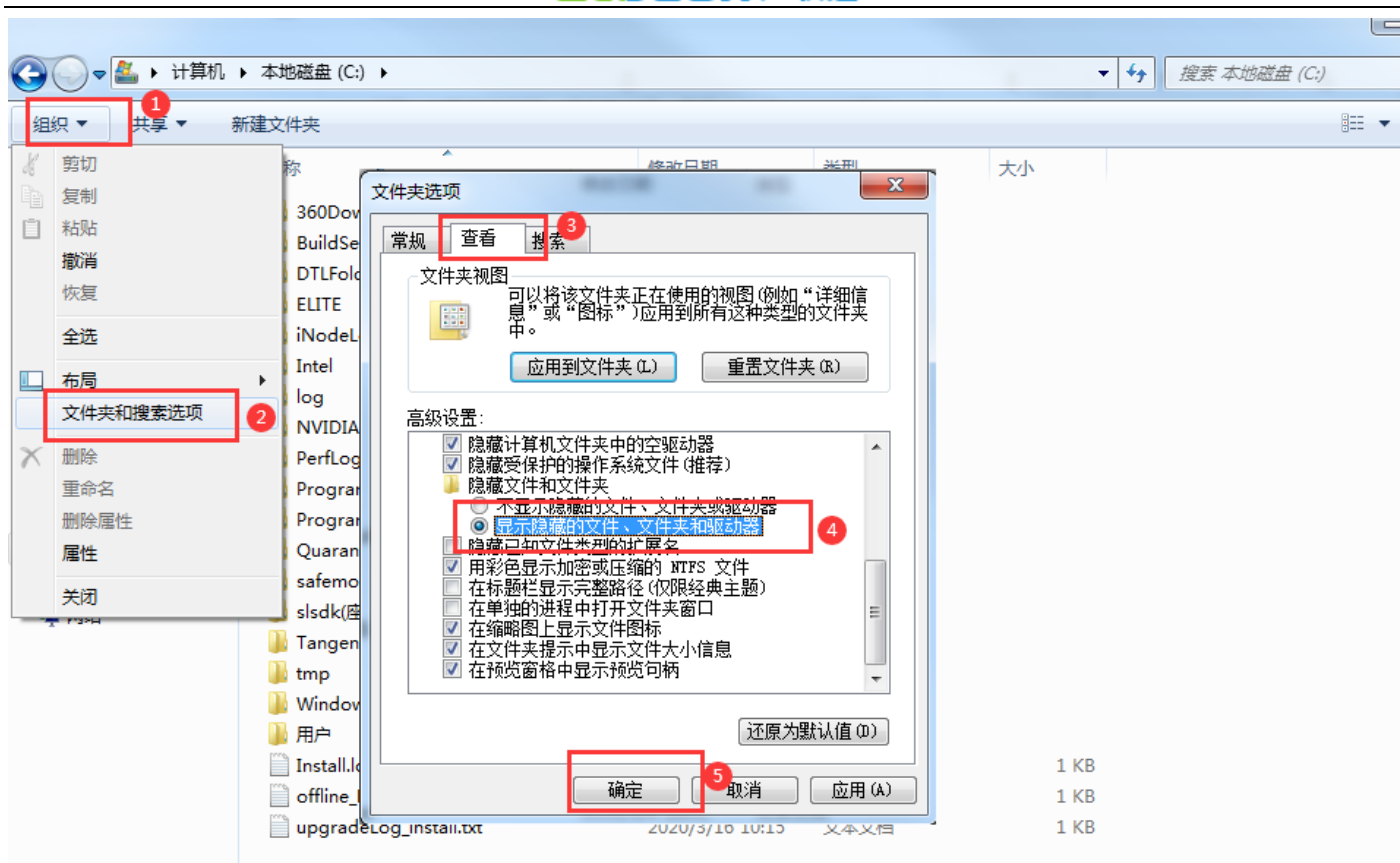 计算机 本地磁盘 (C:)
搜索 本地磁盘 (C:)
1
组织 共享 新建文件夹
剪切
复制
粘贴
撤消
恢复
全选
布局
文件夹和搜索选项
2
删除
重命名
删除属性
属性
关闭
网络
称 修改日期 类型 大小
360Dow
BuildSe
DTLFold
ELITE
iNodeL
Intel
log
NVIDIA
PerfLog
Program
Program
Quaran
safemo
slsdk(座
Tangen
tmp
Window
用户
Install.lo 1 KB
offline_ 1 KB
upgradeLog_install.txt 2020/3/16 10:15 文本文档 1 KB
文件夹选项
3
常规 查看 搜索
文件夹视图
可以将该文件夹正在使用的视图(例如“详细信
息”或“图标”)应用到所有这种类型的文件夹
中。
应用到文件夹(L) 重置文件夹(R)
高级设置:
隐藏计算机文件夹中的空驱动器
隐藏受保护的操作系统文件(推荐)
隐藏文件和文件夹
不显示隐藏的文件、文件夹或驱动器
显示隐藏的文件、文件夹和驱动器
4
隐藏已知文件类型的扩展名
用彩色显示加密或压缩的 NTFS 文件
在标题栏显示完整路径(仅限经典主题)
在单独的进程中打开文件夹窗口
在缩略图上显示文件图标
在文件夹提示中显示文件大小信息
在预览窗格中显示预览句柄
还原为默认值(D)
5
确定 取消 应用(A)